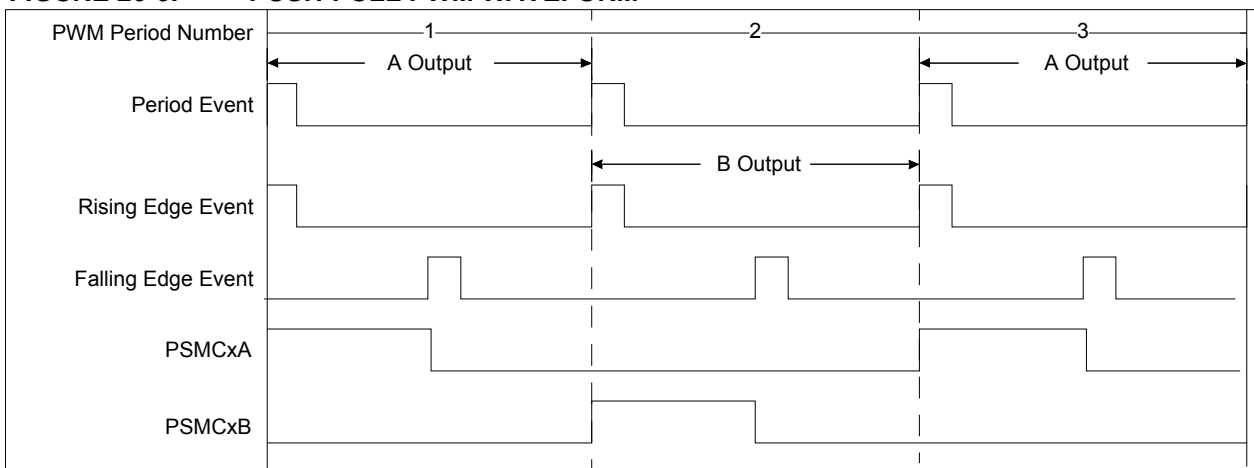 PWM Period Number
1
2
3
A Output
A Output
Period Event
B Output
Rising Edge Event
Falling Edge Event
PSMCxA
PSMCxB